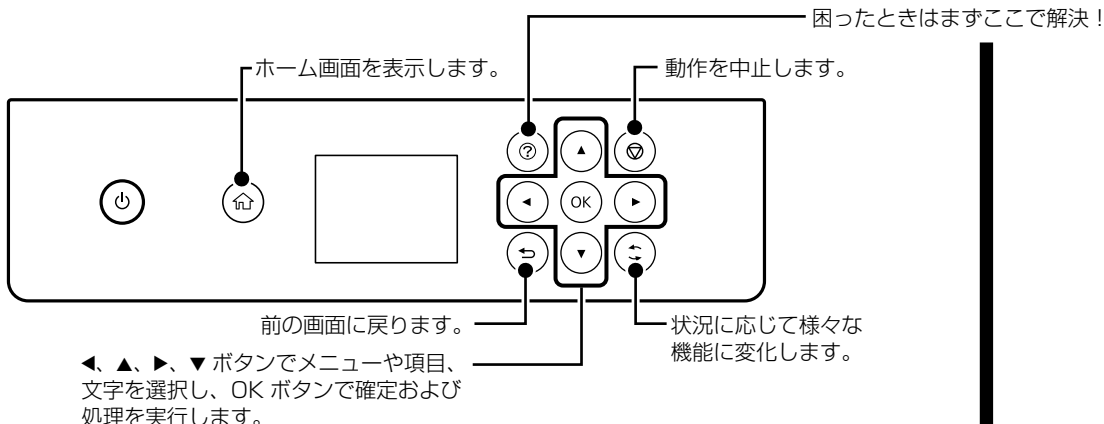 困ったときはまずここで解決！
ホーム画面を表示します。
動作を中止します。
?
▲
◀
OK
▶
▼
前の画面に戻ります。
状況に応じて様々な
機能に変化します。
◀、▲、▶、▼ ボタンでメニューや項目、
文字を選択し、OK ボタンで確定および
処理を実行します。